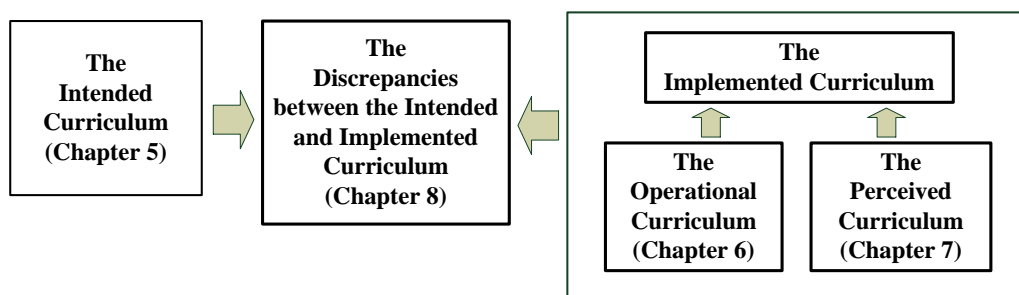 The
Intended
Curriculum
(Chapter 5)
The
Discrepancies
between the Intended
and Implemented
Curriculum
(Chapter 8)
The
Implemented Curriculum
The
Operational
Curriculum
(Chapter 6)
The
Perceived
Curriculum
(Chapter 7)